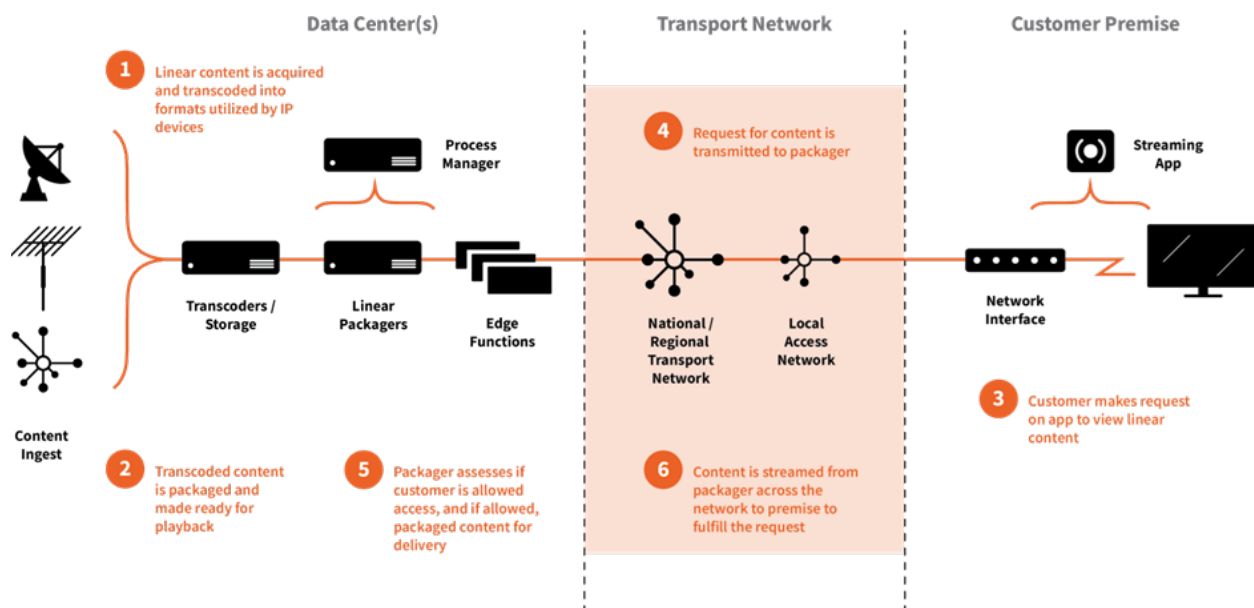 Data Center(s)
Transport Network
Customer Premise
1
Linear content is acquired
and transcoded into
formats utilized by IP
devices
Process
Manager
4
Request for content is
transmitted to packager
Streaming
App
Transcoders /
Storage
Linear
Packagers
Edge
Functions
National /
Regional
Transport
Network
Local
Access
Network
Network
Interface
Content
Ingest
3
Customer makes request
on app to view linear
content
2
Transcoded content
is packaged and
made ready for
playback
5
Packager assesses if
customer is allowed
access, and if allowed,
packaged content for
delivery
6
Content is streamed from
packager across the
network to premise to
fulfill the request